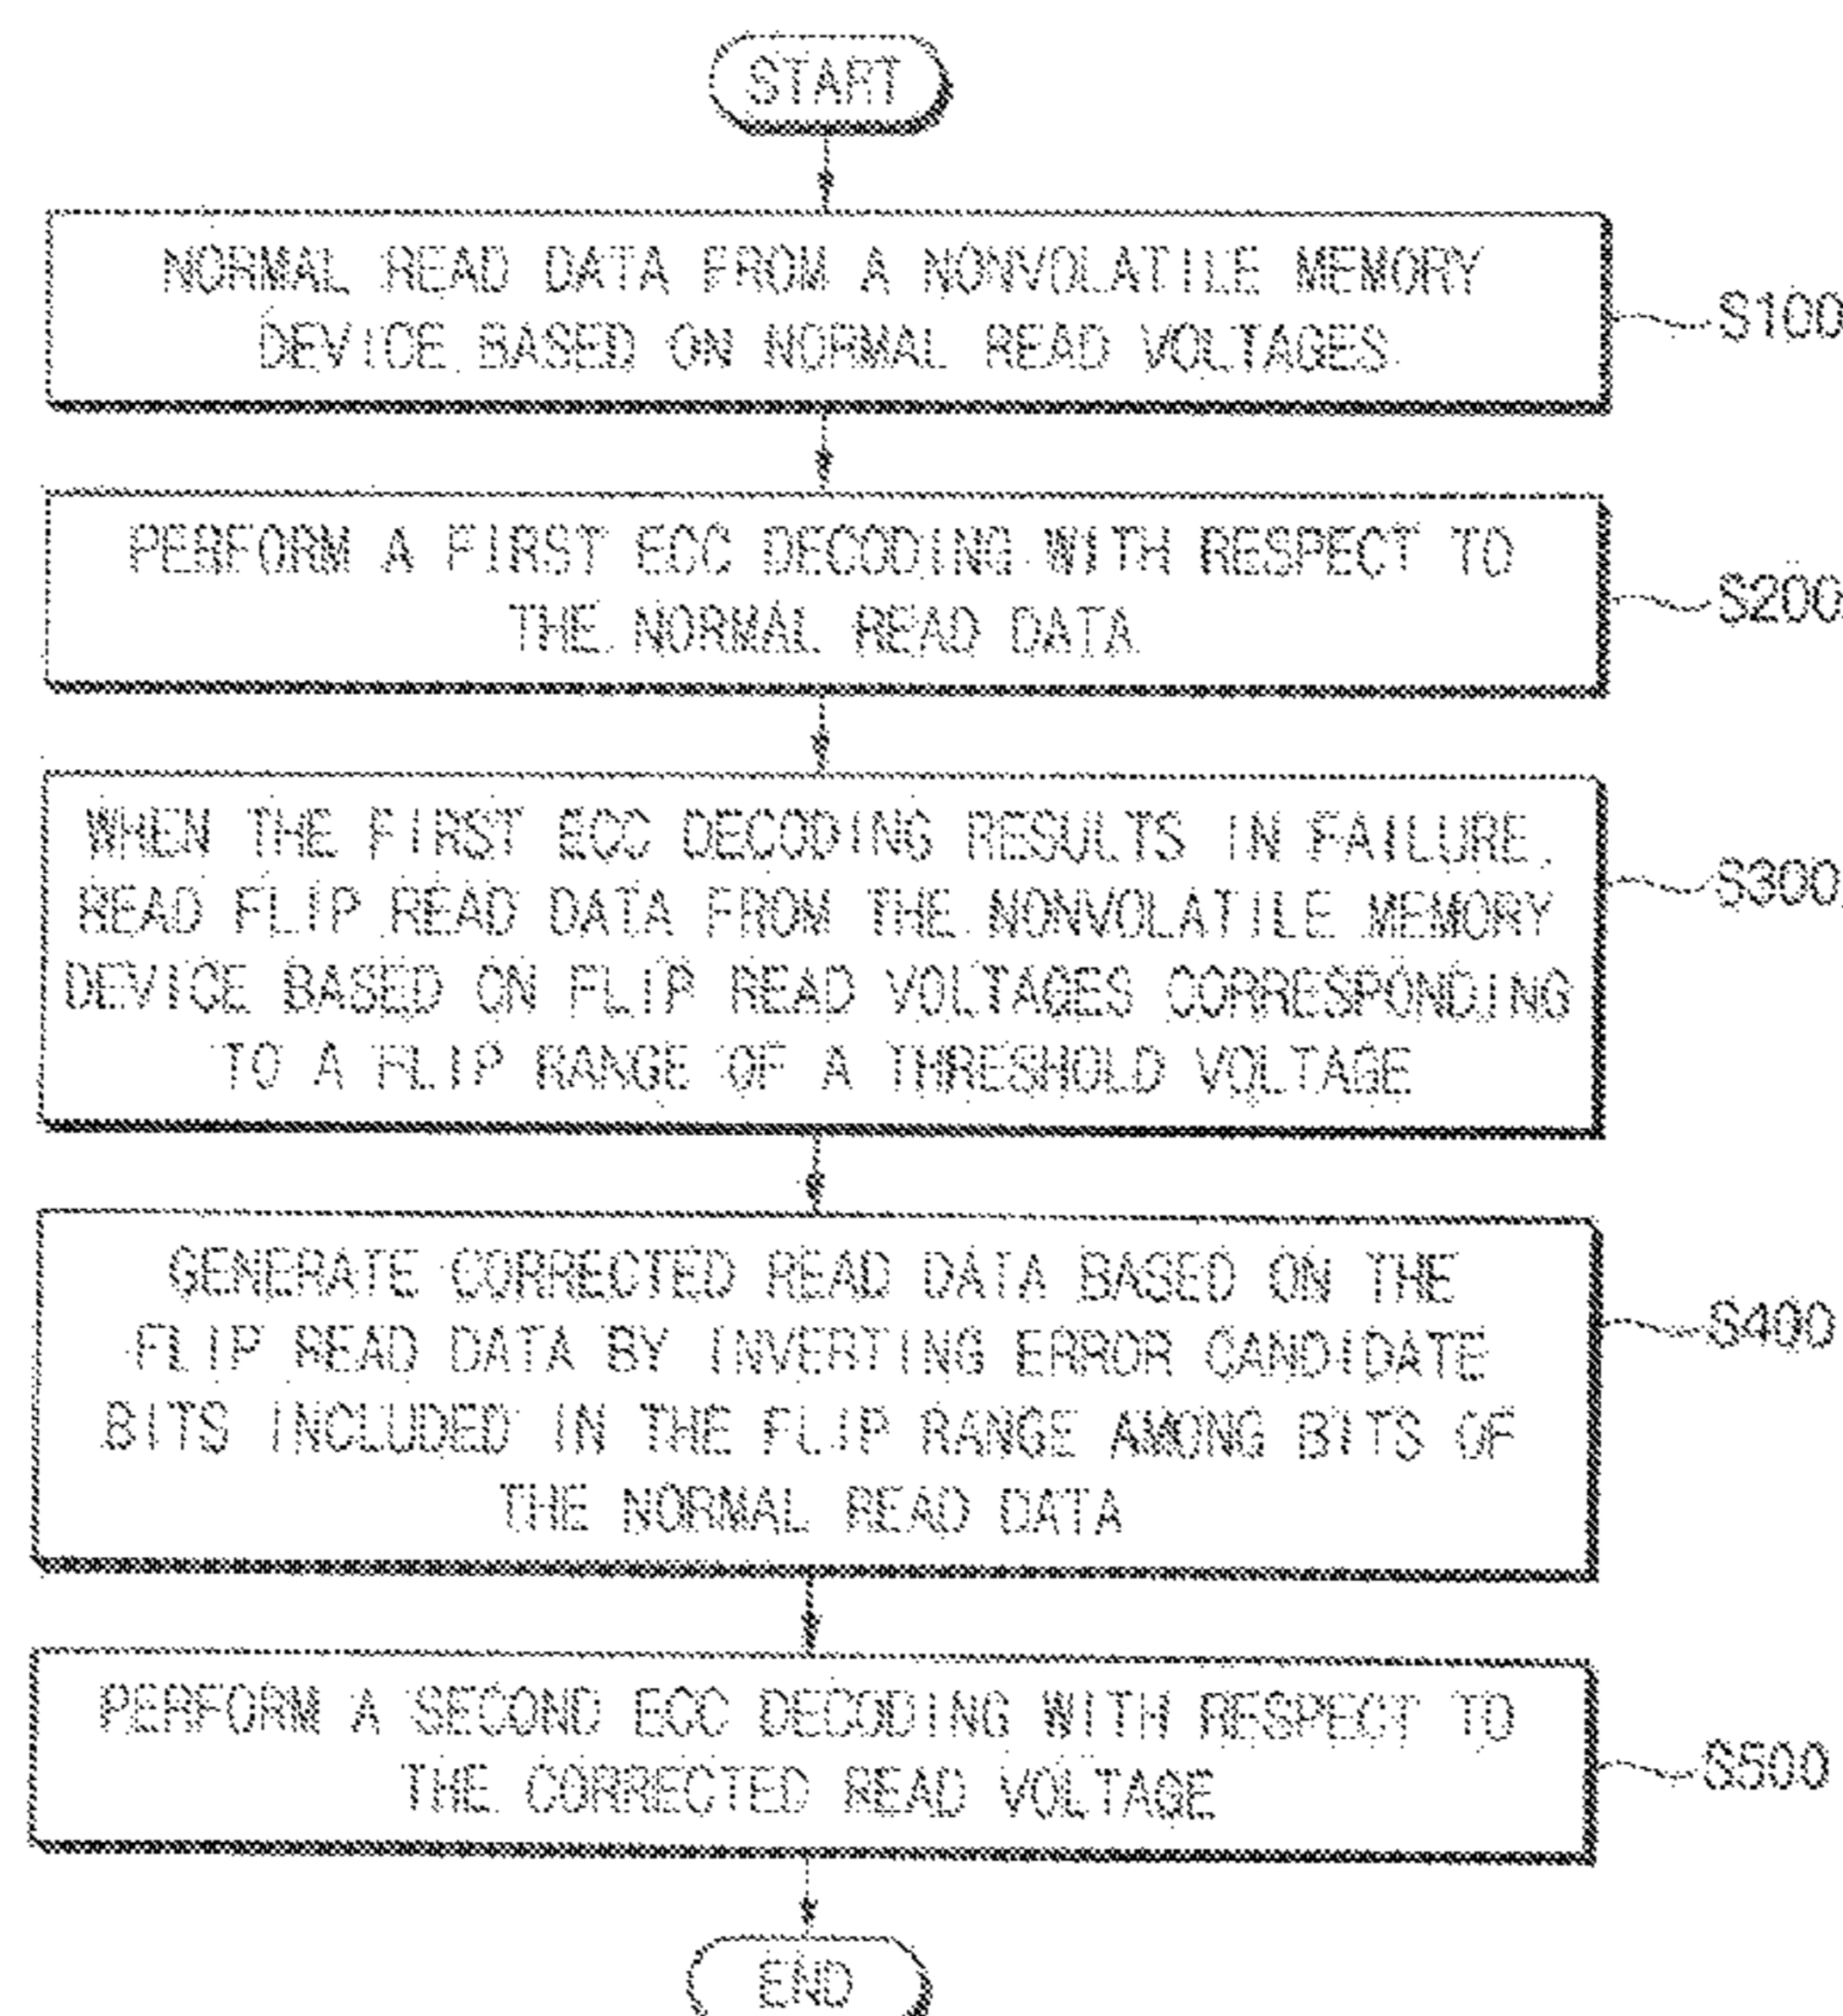 START
NORMAL READ DATA FROM A NONVOLATILE MEMORY
DEVICE BASED ON NORMAL READ VOLTAGES
S100
PERFORM A FIRST ECC DECODING WITH RESPECT TO
THE NORMAL READ DATA
S200
WHEN THE FIRST ECC DECODING RESULTS IN FAILURE,
READ FLIP READ DATA FROM THE NONVOLATILE MEMORY
DEVICE BASED ON FLIP READ VOLTAGES CORRESPONDING
TO A FLIP RANGE OF A THRESHOLD VOLTAGE
S300
GENERATE CORRECTED READ DATA BASED ON THE
FLIP READ DATA BY INVERTING ERROR CANDIDATE
BITS INCLUDED IN THE FLIP RANGE AMONG BITS OF
THE NORMAL READ DATA
S400
PERFORM A SECOND ECC DECODING WITH RESPECT TO
THE CORRECTED READ VOLTAGE
S500
END